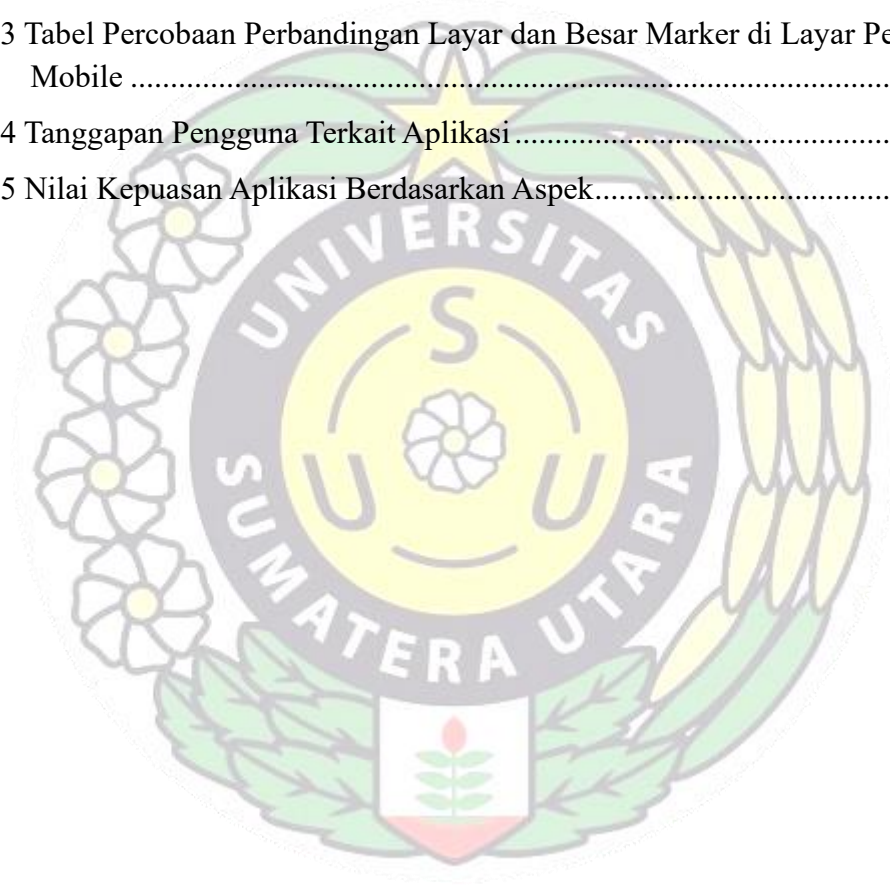 3 Tabel Percobaan Perbandingan Layar dan Besar Marker di Layar
Mobile ................................................................................................
4 Tanggapan Pengguna Terkait Aplikasi ................................................
5 Nilai Kepuasan Aplikasi Berdasarkan Aspek......................................
UNIVERSITAS
S
U U
SUMATERA UTARA